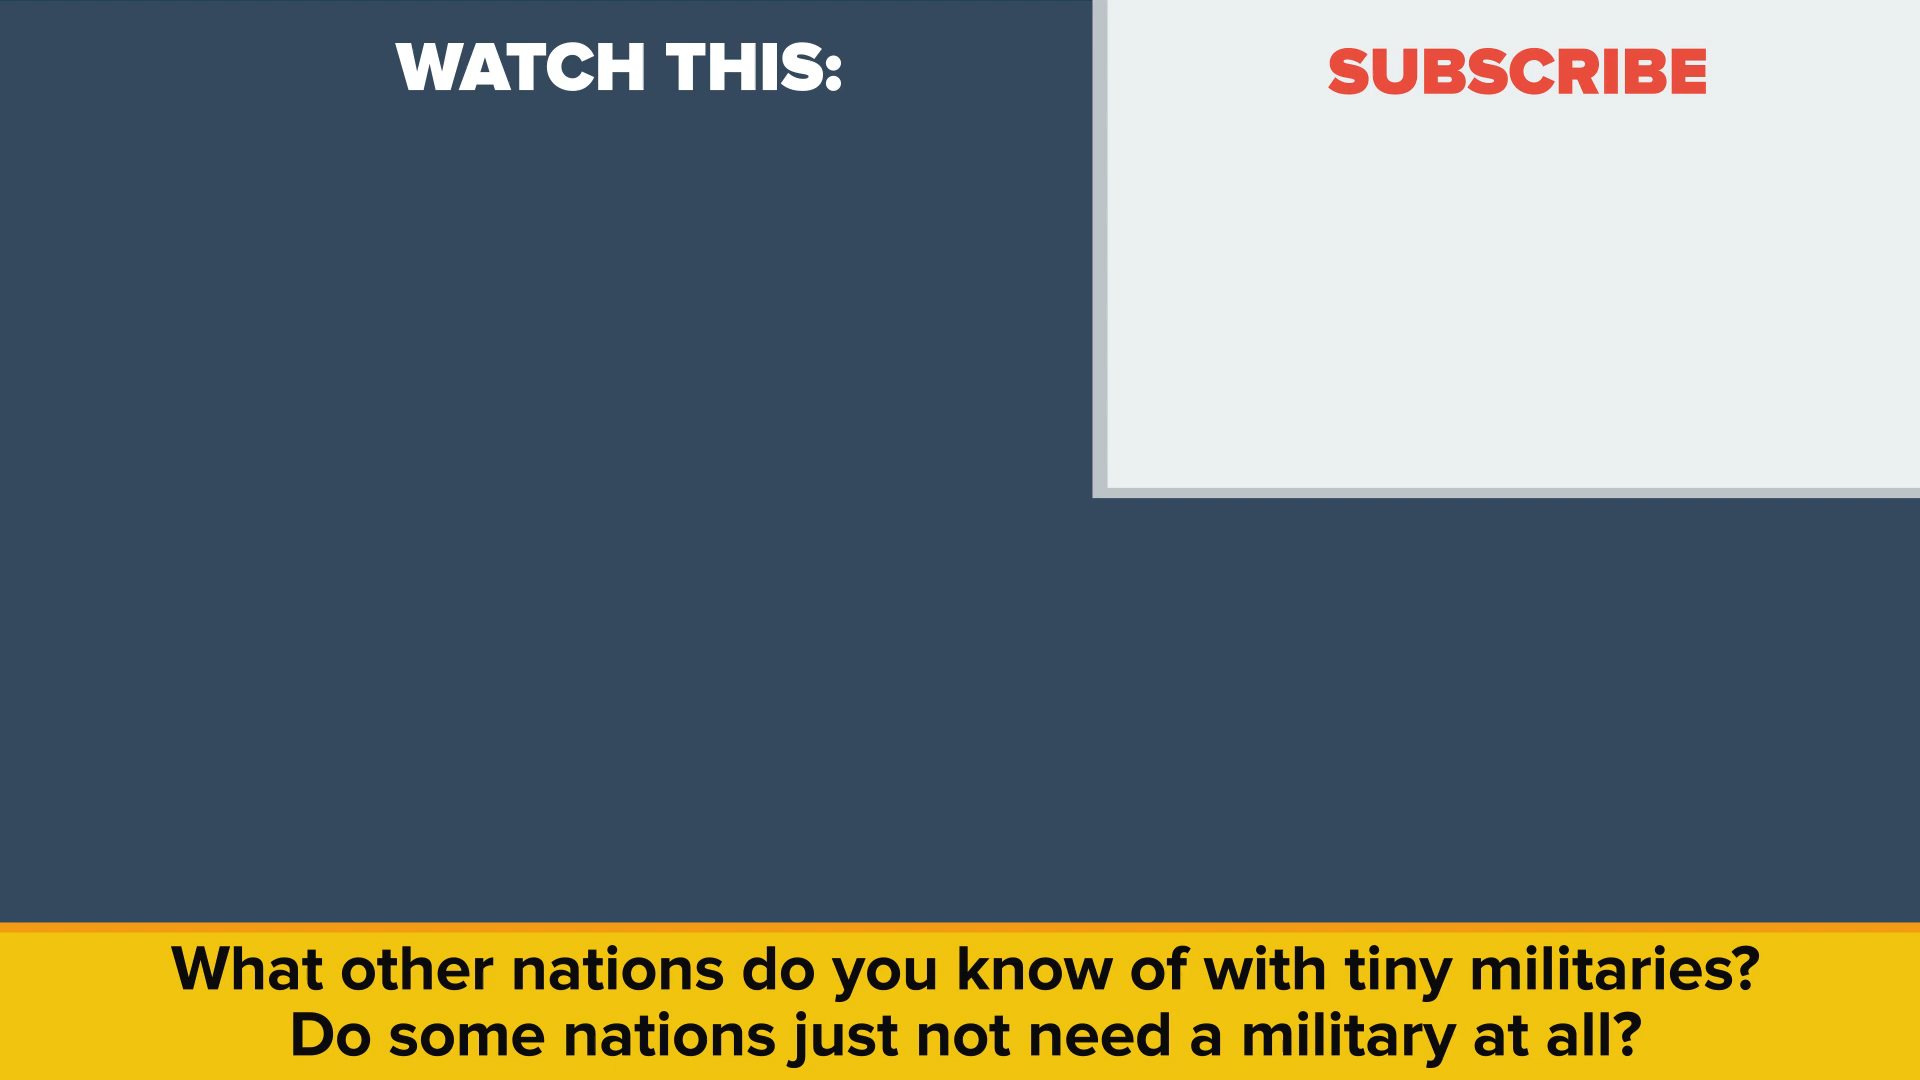 WATCH THIS:
SUBSCRIBE
What other nations do you know of with tiny militaries?
Do some nations just not need a military at all?